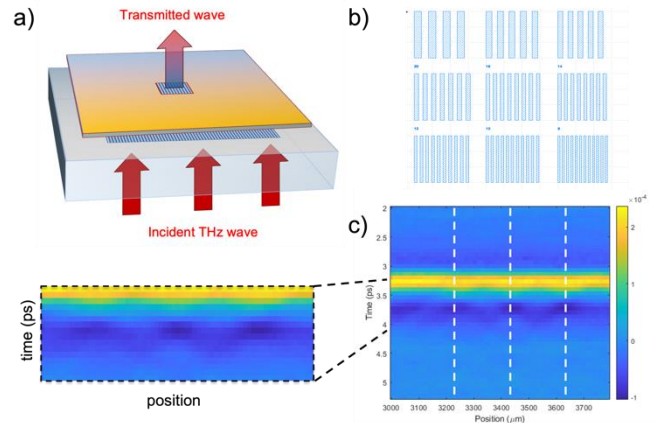 a)
Transmitted wave
Incident THz wave
b)
c)
2
2.5
3
3.5
4
4.5
5
Time (ps)
3000 3100 3200 3300 3400 3500 3600 3700
Position (μm)
×10⁻⁴
2
1
0
-1
time (ps)
position